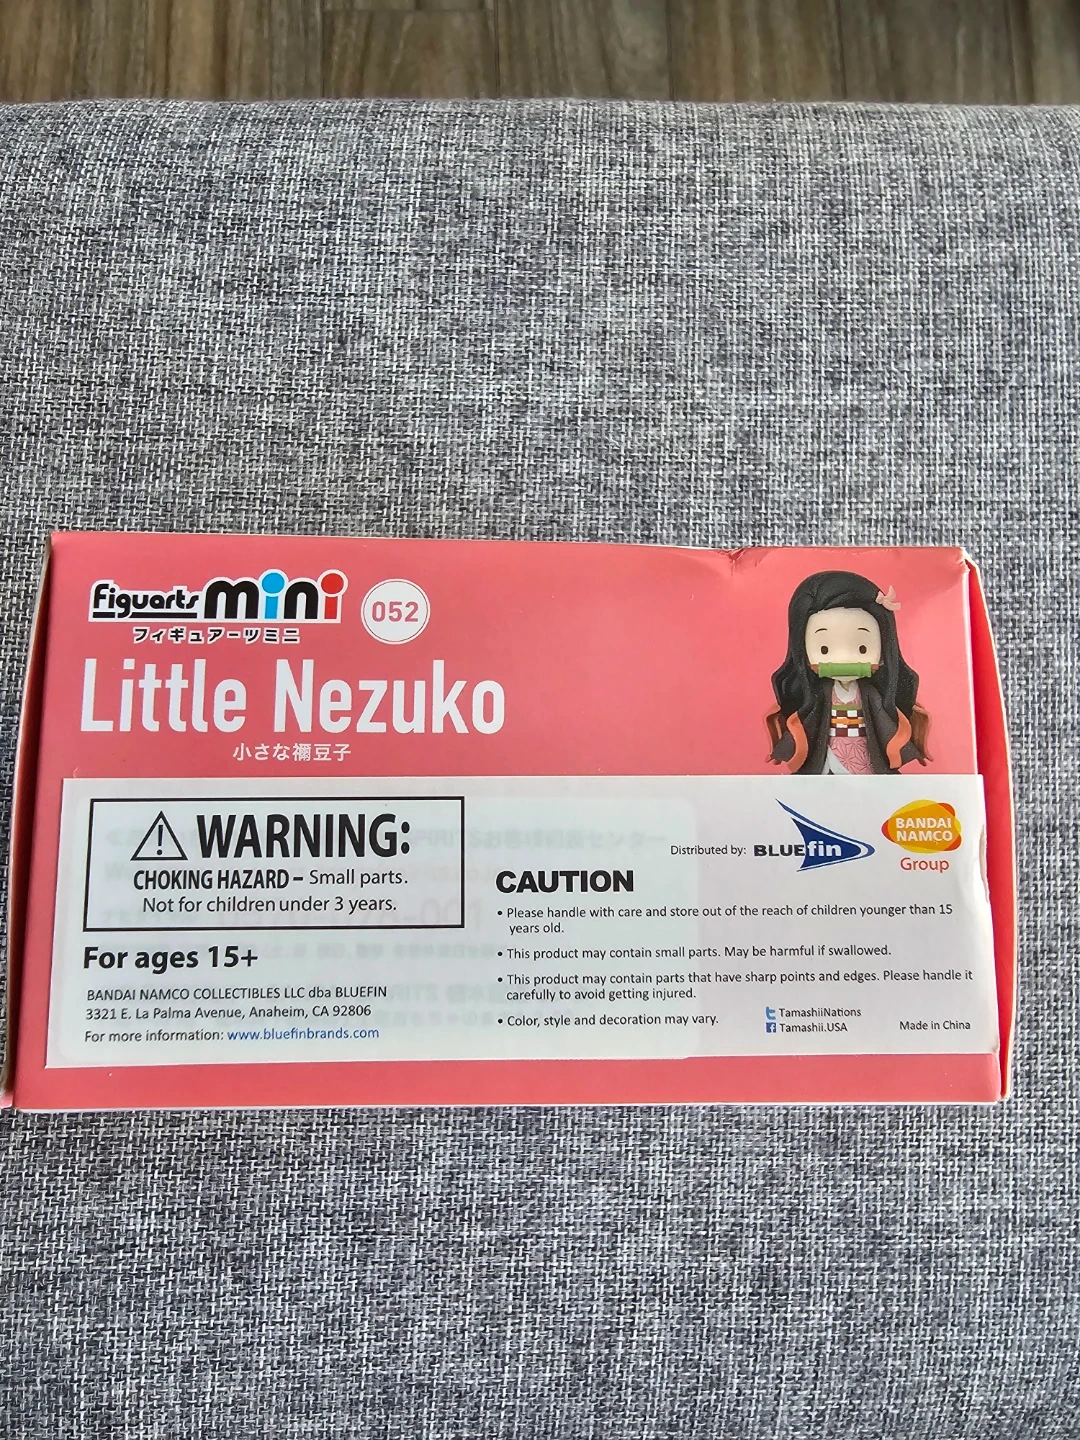 Figuarts mini
フィギュアーツミニ
052
Little Nezuko
小さな禰豆子
WARNING:
CHOKING HAZARD – Small parts.
Not for children under 3 years.
For ages 15+
BANDAI NAMCO COLLECTIBLES LLC dba BLUEFIN
3321 E. La Palma Avenue, Anaheim, CA 92806
For more information: www.bluefinbrands.com
Distributed by: BLUEfin
BANDAI
NAMCO
Group
CAUTION
• Please handle with care and store out of the reach of children younger than 15
years old.
• This product may contain small parts. May be harmful if swallowed.
• This product may contain parts that have sharp points and edges. Please handle it
carefully to avoid getting injured.
• Color, style and decoration may vary.
TamashiiNations
Tamashii.USA
Made in China